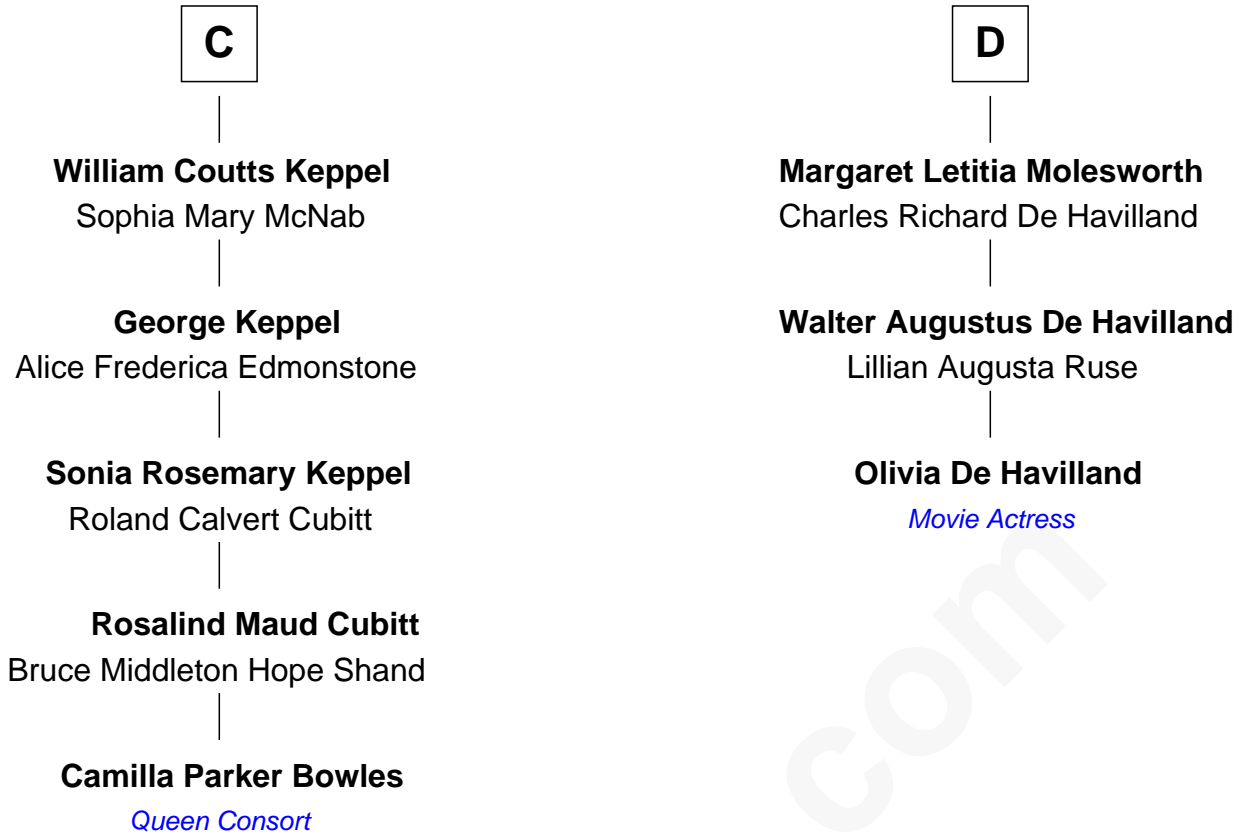 C
William Coutts Keppel
Sophia Mary McNab
George Keppel
Alice Frederica Edmonstone
Sonia Rosemary Keppel
Roland Calvert Cubitt
Rosalind Maud Cubitt
Bruce Middleton Hope Shand
Camilla Parker Bowles
Queen Consort
D
Margaret Letitia Molesworth
Charles Richard De Havilland
Walter Augustus De Havilland
Lillian Augusta Ruse
Olivia De Havilland
Movie Actress
com